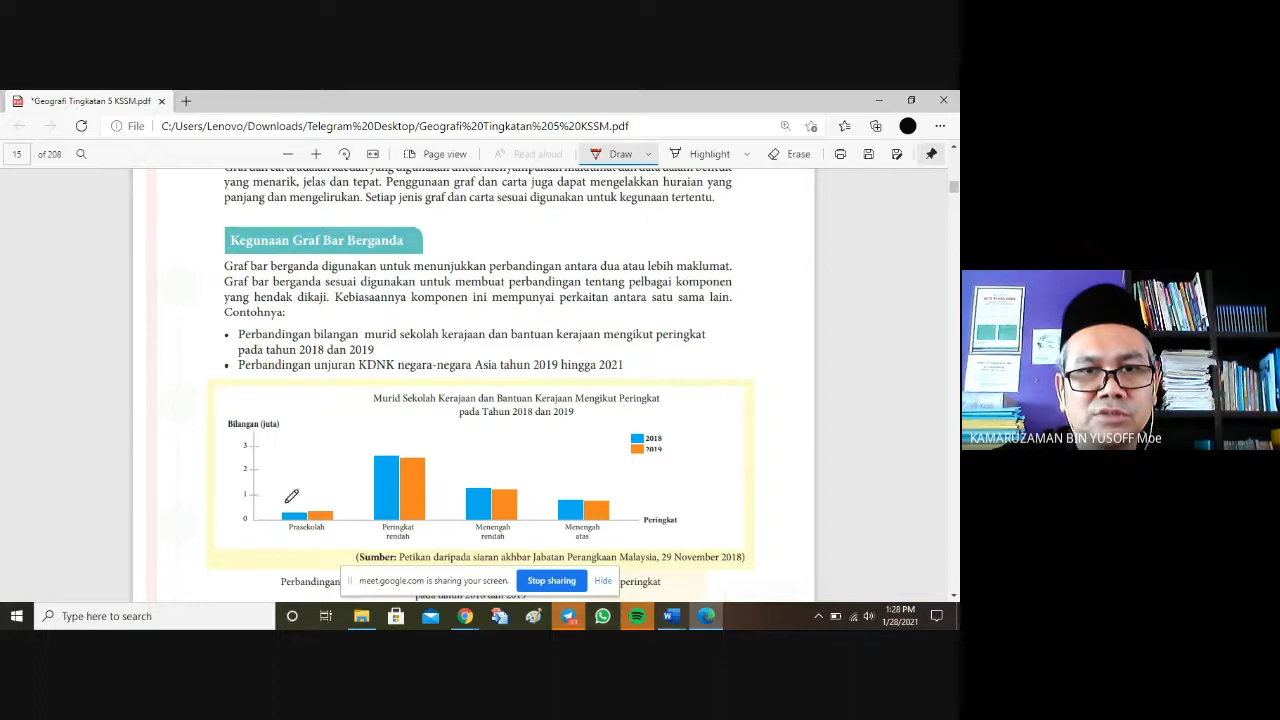 *Geografi Tingkatan 5 KSSM.pdf
File C:/Users/Lenovo/Downloads/Telegram%20Desktop/Geografi%20Tingkatan%205%20KSSM.pdf
15 of 208 Page view Read aloud Draw Highlight Erase
yang menarik, jelas dan tepat. Penggunaan graf dan carta juga dapat mengelakkan huraian yang
panjang dan mengelirukan. Setiap jenis graf dan carta sesuai digunakan untuk kegunaan tertentu.
Kegunaan Graf Bar Berganda
Graf bar berganda digunakan untuk menunjukkan perbandingan antara dua atau lebih maklumat.
Graf bar berganda sesuai digunakan untuk membuat perbandingan tentang pelbagai komponen
yang hendak dikaji. Kebiasaannya komponen ini mempunyai perkaitan antara satu sama lain.
Contohnya:
• Perbandingan bilangan murid sekolah kerajaan dan bantuan kerajaan mengikut peringkat
pada tahun 2018 dan 2019
• Perbandingan unjuran KDNK negara-negara Asia tahun 2019 hingga 2021
Murid Sekolah Kerajaan dan Bantuan Kerajaan Mengikut Peringkat
pada Tahun 2018 dan 2019
Bilangan (juta)
3
2
1
0
2018
2019
Prasekolah
Peringkat
rendah
Menengah
rendah
Menengah
atas
Peringkat
(Sumber: Petikan daripada siaran akhbar Jabatan Perangkaan Malaysia, 29 November 2018)
Perbandingan
peringkat
meet.google.com is sharing your screen. Stop sharing Hide
Type here to search
1:28 PM
1/28/2021
KAMARUZAMAN BIN YUSOFF Moe